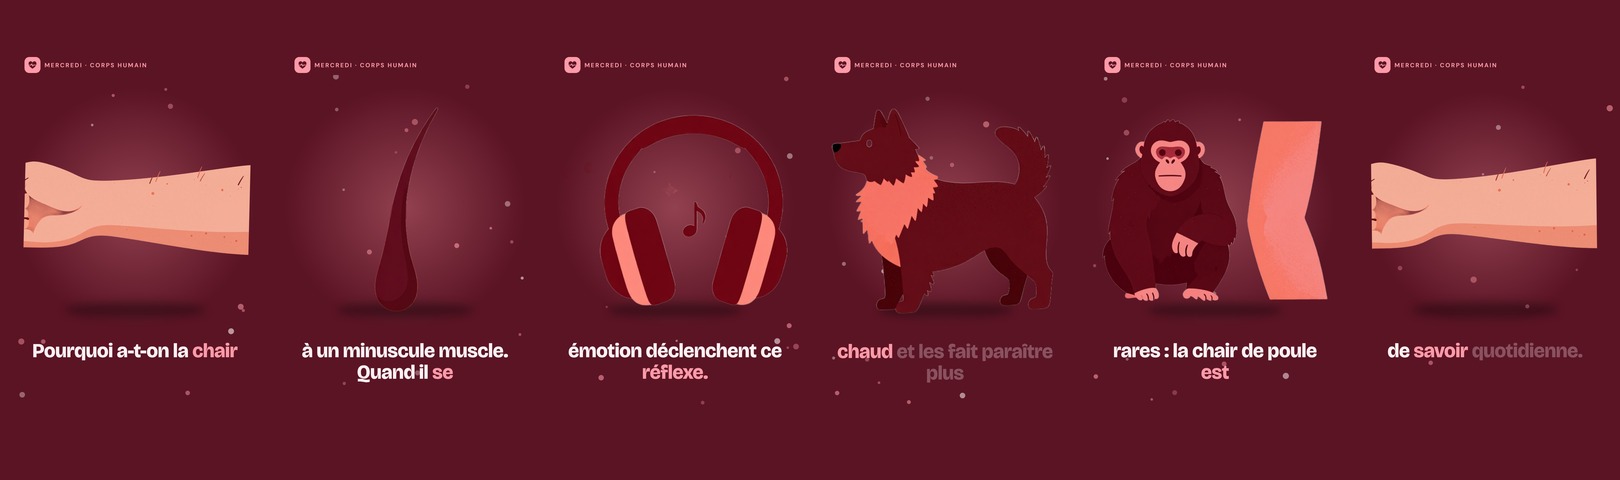 MERCREDI · CORPS HUMAIN
Pourquoi a-t-on la chair
MERCREDI · CORPS HUMAIN
à un minuscule muscle.
Quand il se
MERCREDI · CORPS HUMAIN
émotion déclenchent ce
réflexe.
MERCREDI · CORPS HUMAIN
chaud et les fait paraître
plus
MERCREDI · CORPS HUMAIN
rares : la chair de poule
est
MERCREDI · CORPS HUMAIN
de savoir quotidienne.